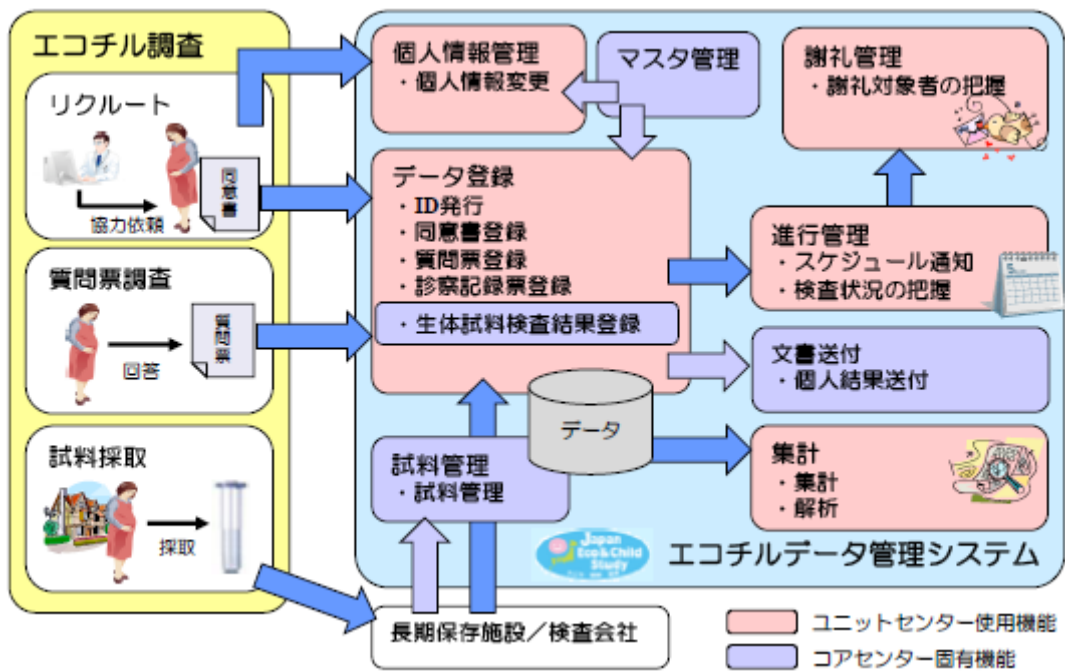 エコチル調査
リクルート
協力依頼
同意書
質問票調査
回答
質問票
試料採取
採取
個人情報管理
・個人情報変更
マスタ管理
謝礼管理
・謝礼対象者の把握
データ登録
・ID発行
・同意書登録
・質問票登録
・診察記録票登録
・生体試料検査結果登録
進行管理
・スケジュール通知
・検査状況の把握
文書送付
・個人結果送付
データ
試料管理
・試料管理
集計
・集計
・解析
Japan
Eco&Child
Study
エコチルデータ管理システム
長期保存施設／検査会社
ユニットセンター使用機能
コアセンター固有機能